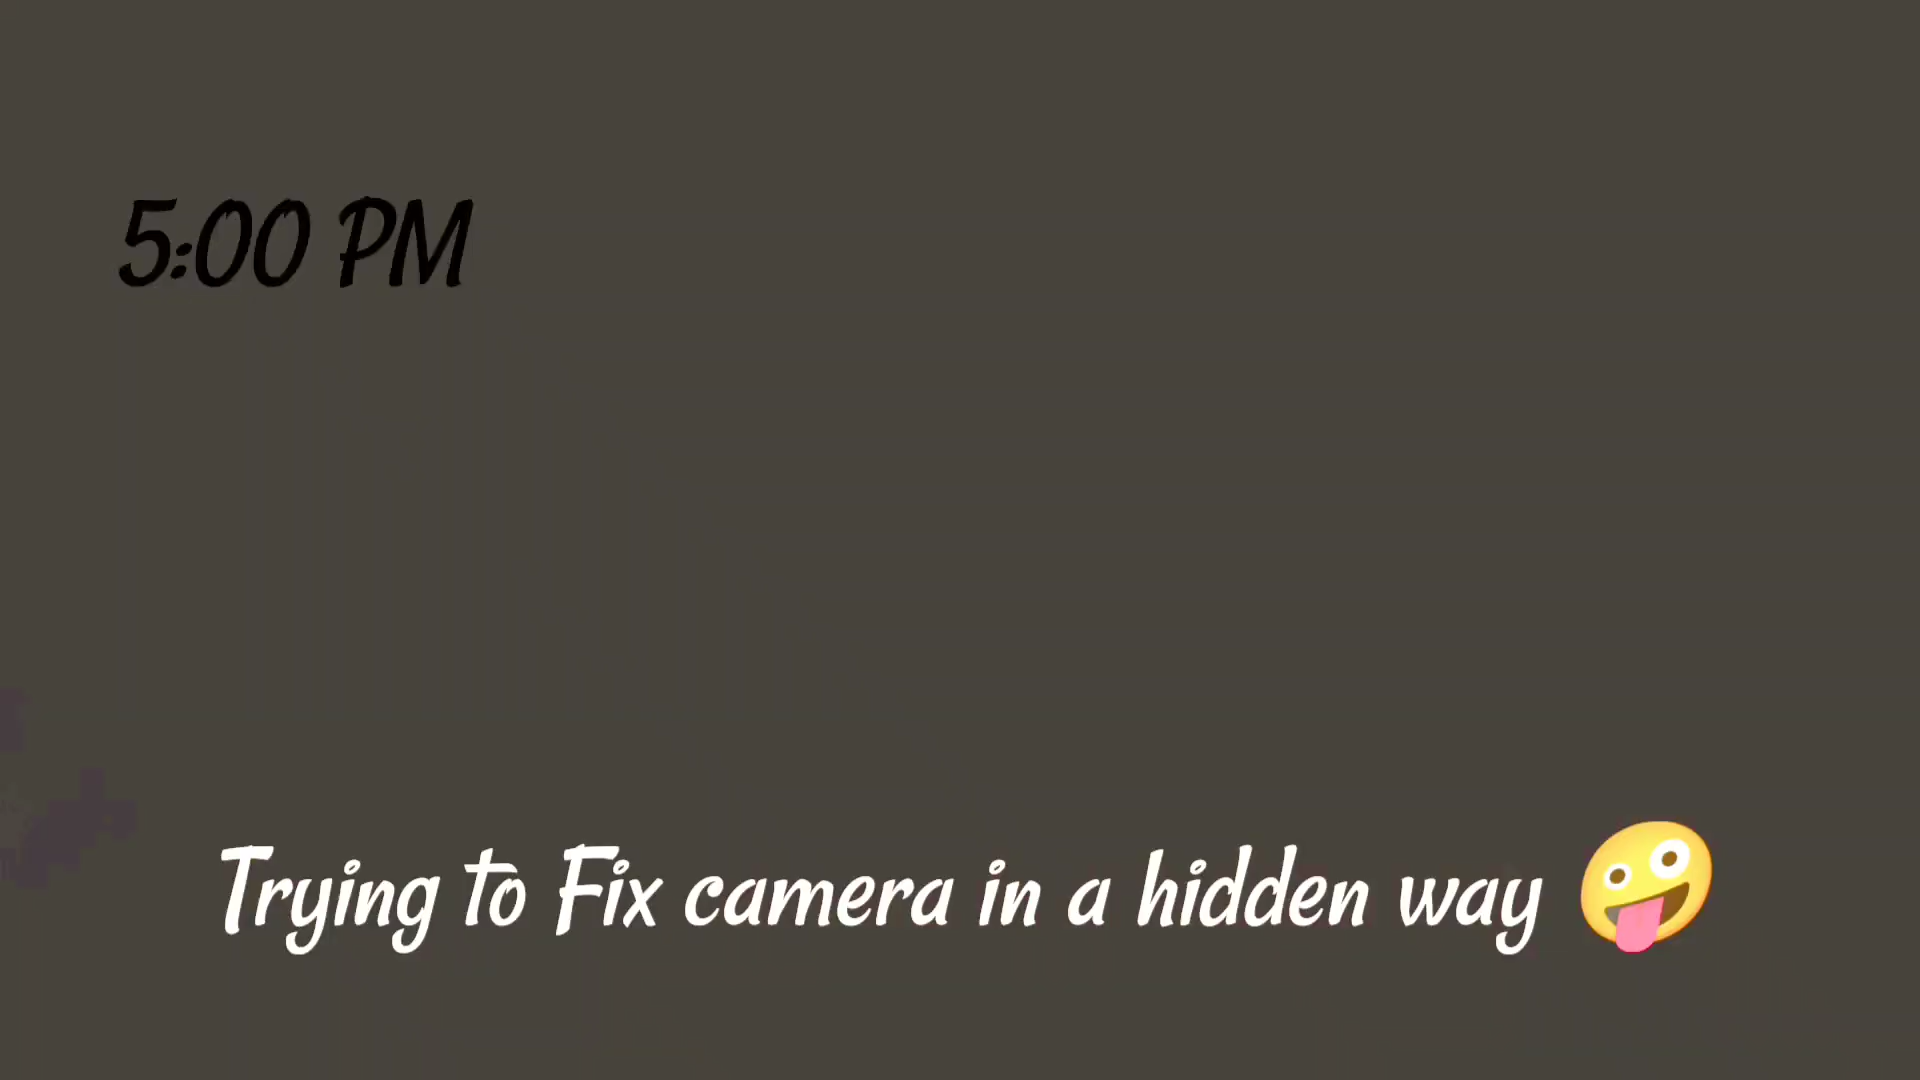 5:00 PM
Trying to Fix camera in a hidden way 🤪